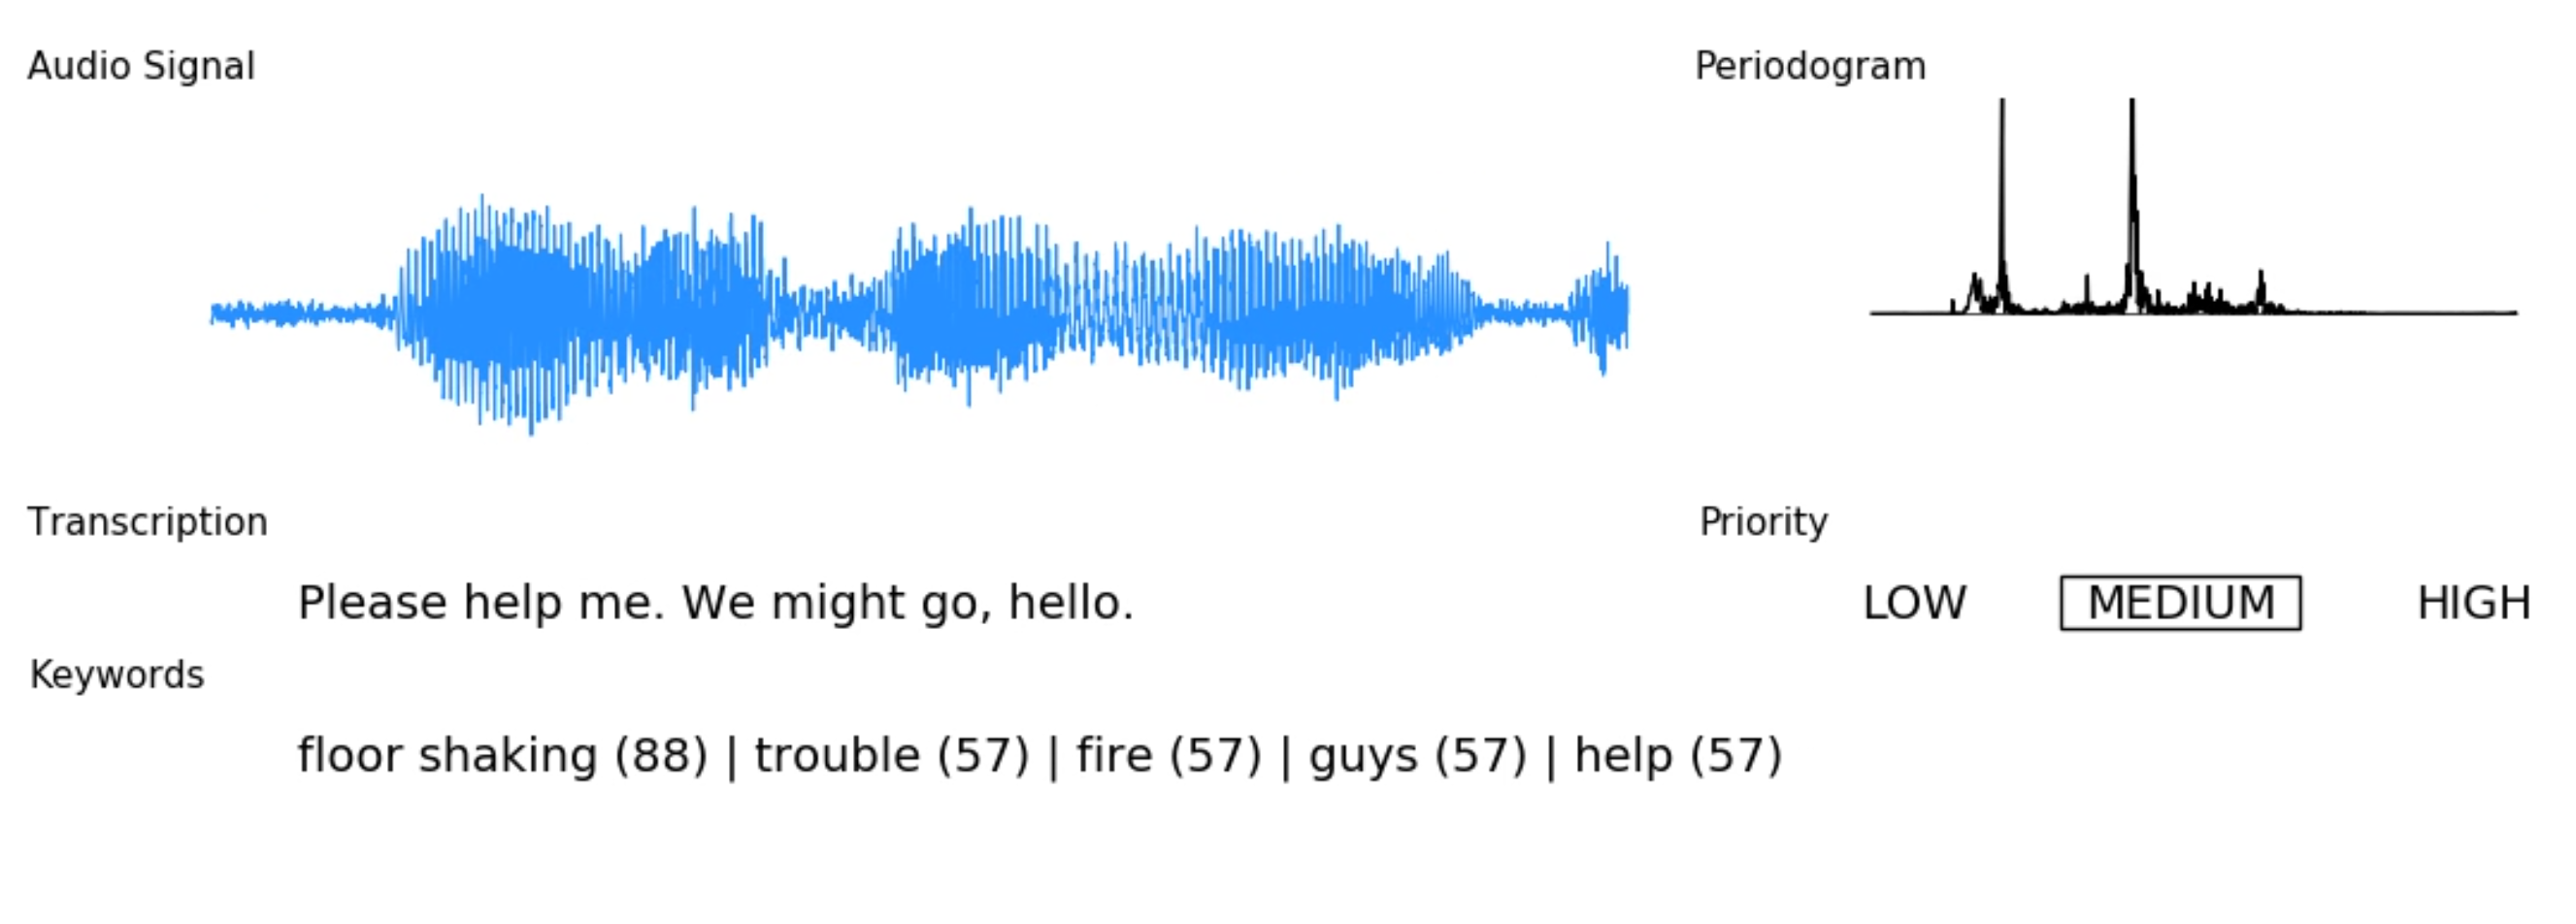 Audio Signal
Periodogram
Transcription
Priority
Please help me. We might go, hello.
LOW MEDIUM HIGH
Keywords
floor shaking (88) | trouble (57) | fire (57) | guys (57) | help (57)